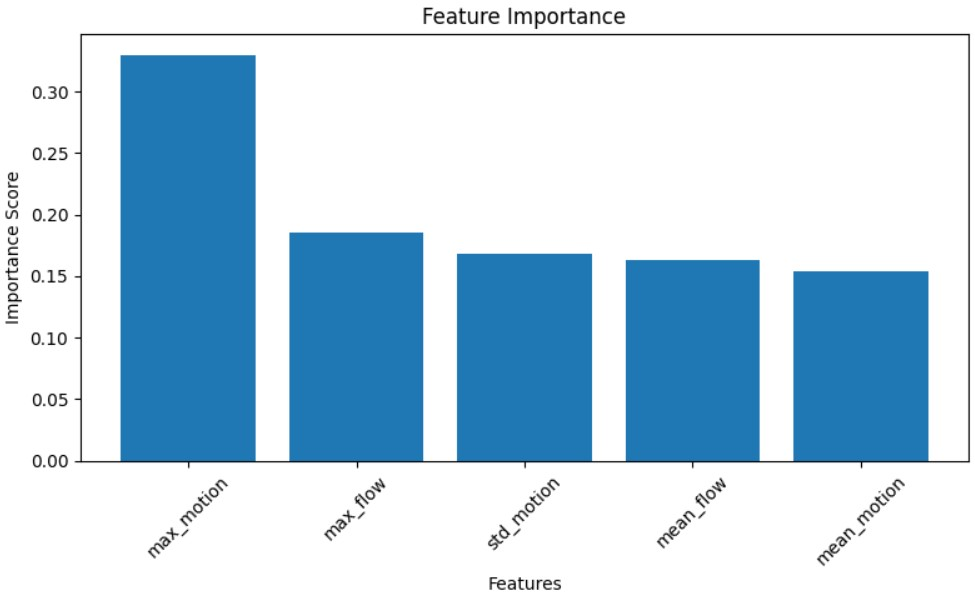 Feature Importance
Importance Score
0.30
0.25
0.20
0.15
0.10
0.05
0.00
max_motion
max_flow
std_motion
mean_flow
mean_motion
Features